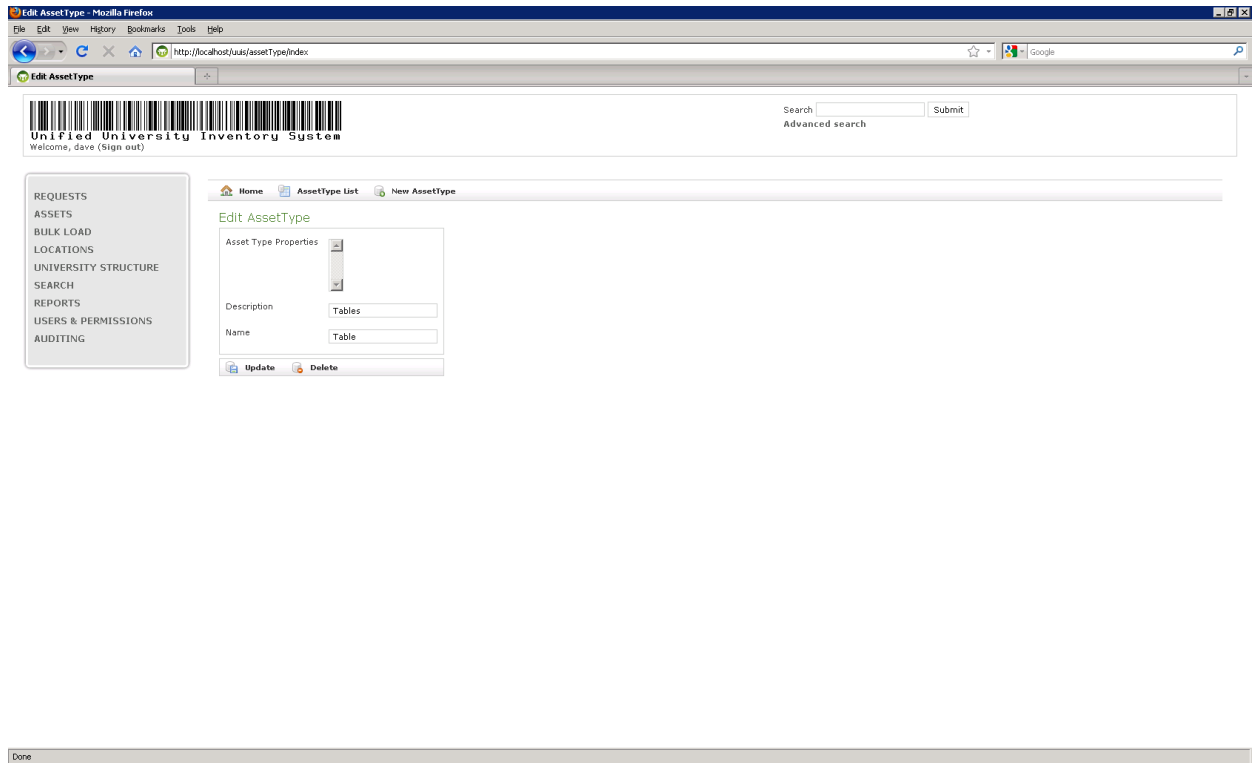 Edit AssetType - Mozilla Firefox
File Edit View History Bookmarks Tools Help
http://localhost/uuis/assetType/index
Google
Edit AssetType
Unified University Inventory System
Welcome, dave (Sign out)
Search
Submit
Advanced search
REQUESTS
ASSETS
BULK LOAD
LOCATIONS
UNIVERSITY STRUCTURE
SEARCH
REPORTS
USERS & PERMISSIONS
AUDITING
Home AssetType List New AssetType
Edit AssetType
Asset Type Properties
Description Tables
Name Table
Update Delete
Done